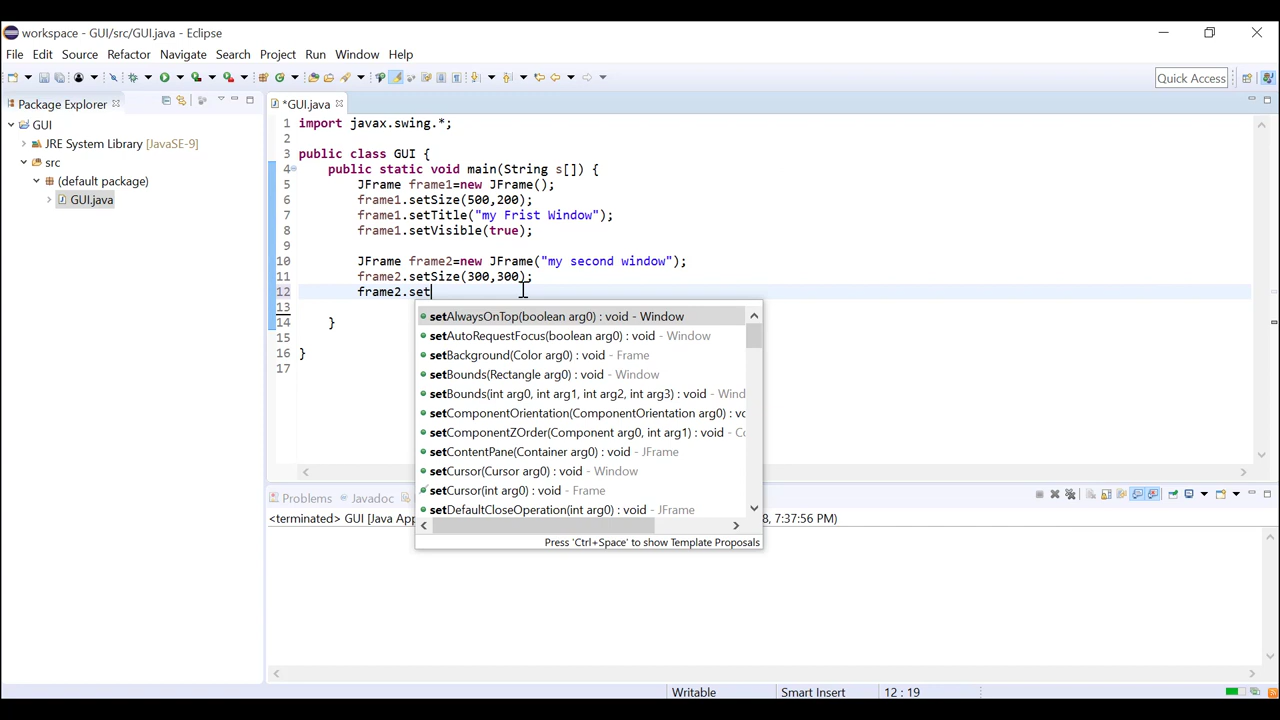 workspace - GUI/src/GUI.java - Eclipse
File Edit Source Refactor Navigate Search Project Run Window Help
Quick Access
Package Explorer
GUI
JRE System Library [JavaSE-9]
src
(default package)
GUI.java
*GUI.java
1 import javax.swing.*;
2
3 public class GUI {
4 public static void main(String s[]) {
5 JFrame frame1=new JFrame();
6 frame1.setSize(500,200);
7 frame1.setTitle("my Frist Window");
8 frame1.setVisible(true);
9
10 JFrame frame2=new JFrame("my second window");
11 frame2.setSize(300,300);
12 frame2.set
13
14 }
15
16 }
17
setAlwaysOnTop(boolean arg0) : void - Window
setAutoRequestFocus(boolean arg0) : void - Window
setBackground(Color arg0) : void - Frame
setBounds(Rectangle arg0) : void - Window
setBounds(int arg0, int arg1, int arg2, int arg3) : void - Wind
setComponentOrientation(ComponentOrientation arg0) : vo
setComponentZOrder(Component arg0, int arg1) : void - Co
setContentPane(Container arg0) : void - JFrame
setCursor(Cursor arg0) : void - Window
setCursor(int arg0) : void - Frame
setDefaultCloseOperation(int arg0) : void - JFrame
Press 'Ctrl+Space' to show Template Proposals
Problems Javadoc
<terminated> GUI [Java App 8, 7:37:56 PM)
Writable Smart Insert 12 : 19